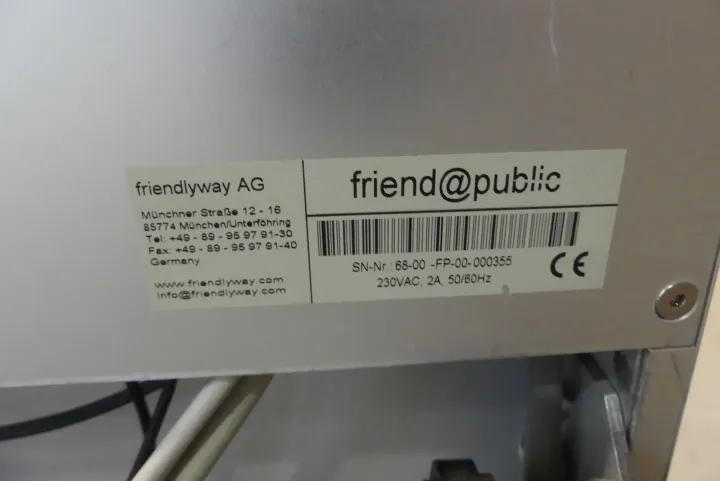 friendlyway AG
Münchner Straße 12 - 16
85774 München/Unterföhring
Tel: +49 - 89 - 95 97 91-30
Fax: +49 - 89 - 95 97 91-40
Germany
www.friendlyway.com
info@friendlyway.com
friend@public
SN-Nr.: 68-00 -FP-00-000355
230VAC, 2A, 50/60Hz
CE